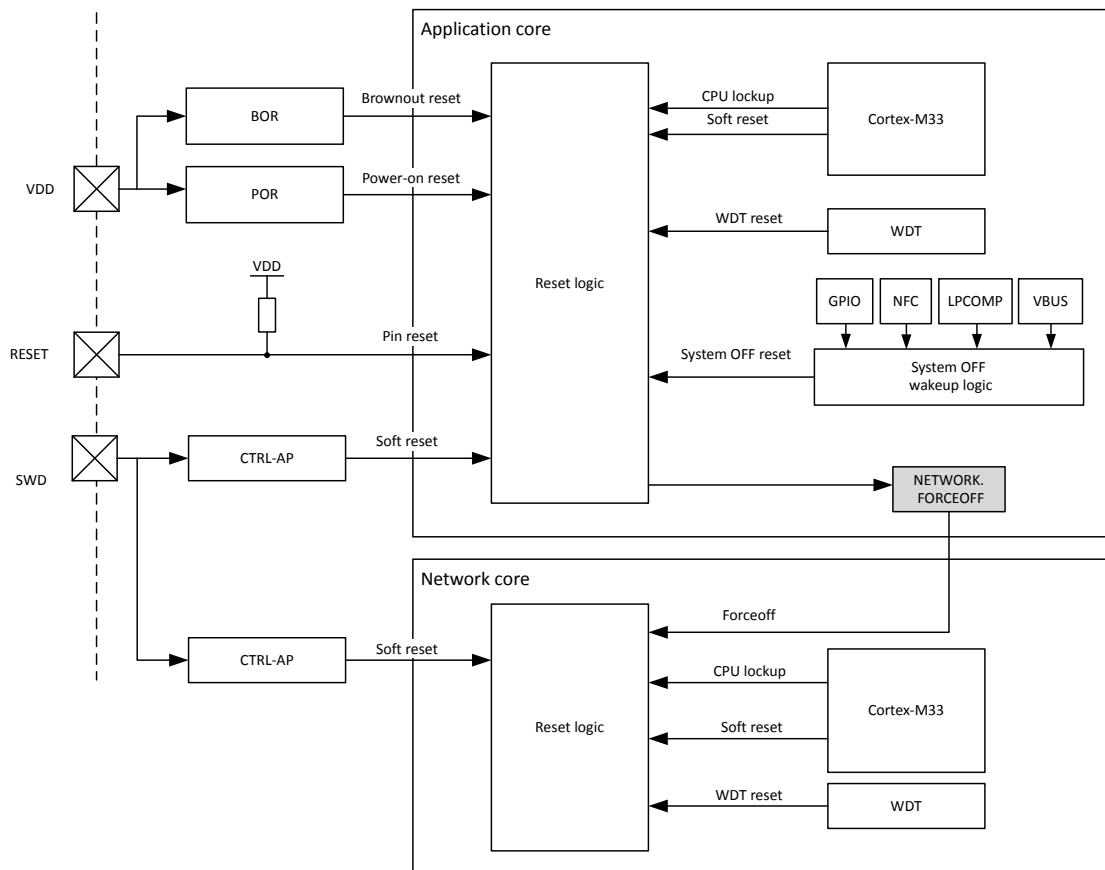 Application core
Brownout reset
BOR
CPU lockup
Soft reset
Cortex-M33
VDD
POR
Power-on reset
WDT reset
WDT
VDD
Reset logic
GPIO
NFC
LPCOMP
VBUS
RESET
Pin reset
System OFF reset
System OFF
wakeup logic
SWD
CTRL-AP
Soft reset
NETWORK.
FORCEOFF
Network core
Forceoff
CTRL-AP
Soft reset
CPU lockup
Cortex-M33
Reset logic
Soft reset
WDT reset
WDT